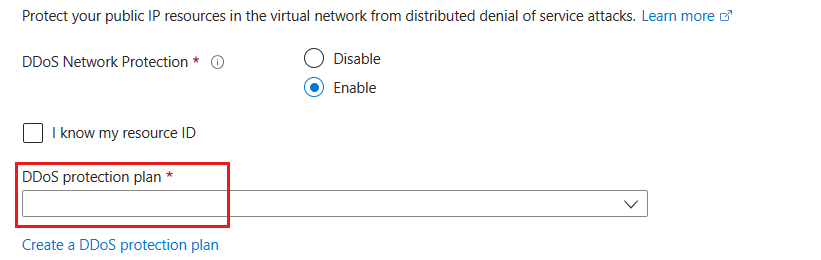 Protect your public IP resources in the virtual network from distributed denial of service attacks. Learn more
DDoS Network Protection *
Disable
Enable
I know my resource ID
DDoS protection plan *
Create a DDoS protection plan